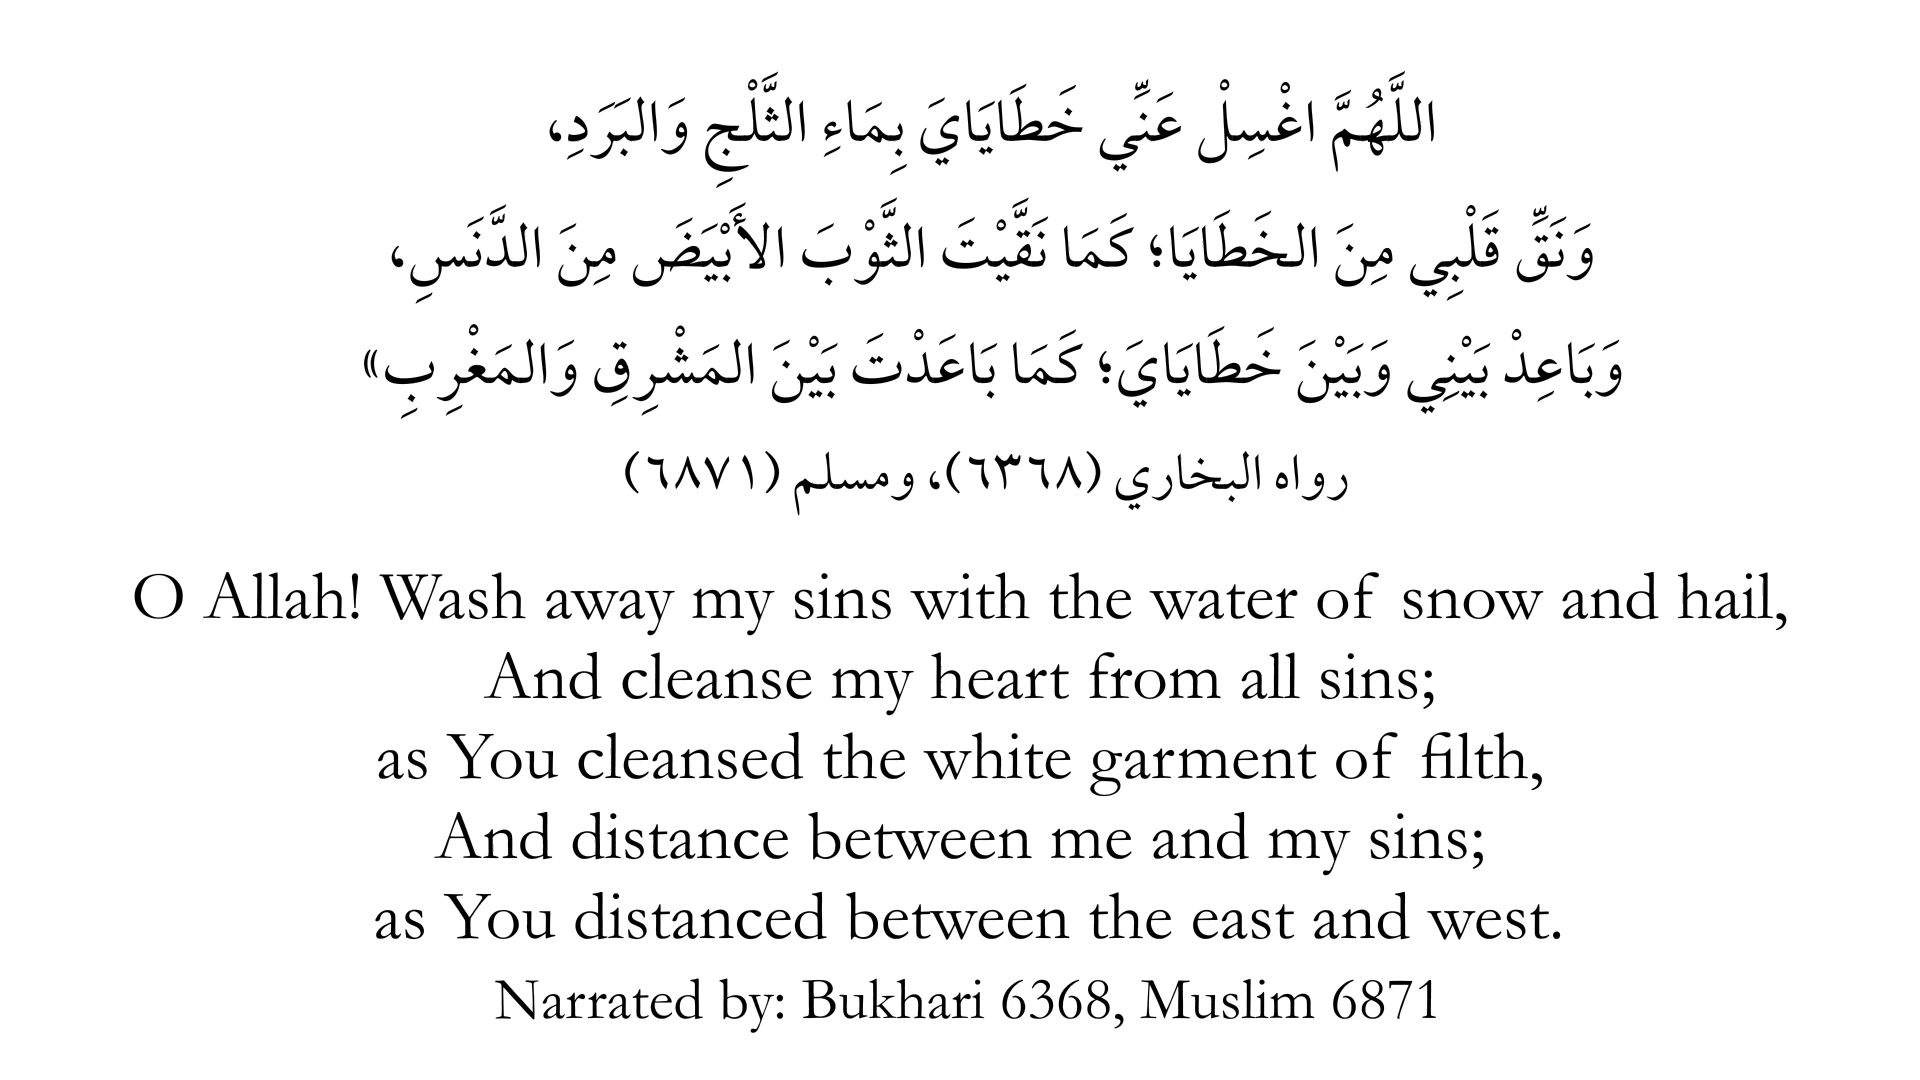 اللَّهُمَّ اغْسِلْ عَنِّي خَطَايَايَ بِمَاءِ الثَّلْجِ وَالبَرَدِ،
وَنَقِّ قَلْبِي مِنَ الخَطَايَا؛ كَمَا نَقَّيْتَ الثَّوْبَ الأَبْيَضَ مِنَ الدَّنَسِ،
وَبَاعِدْ بَيْنِي وَبَيْنَ خَطَايَايَ؛ كَمَا بَاعَدْتَ بَيْنَ المَشْرِقِ وَالمَغْرِبِ»
رواه البخاري (٦٣٦٨)، ومسلم (٦٨٧١)
O Allah! Wash away my sins with the water of snow and hail,
And cleanse my heart from all sins;
as You cleansed the white garment of filth,
And distance between me and my sins;
as You distanced between the east and west.
Narrated by: Bukhari 6368, Muslim 6871